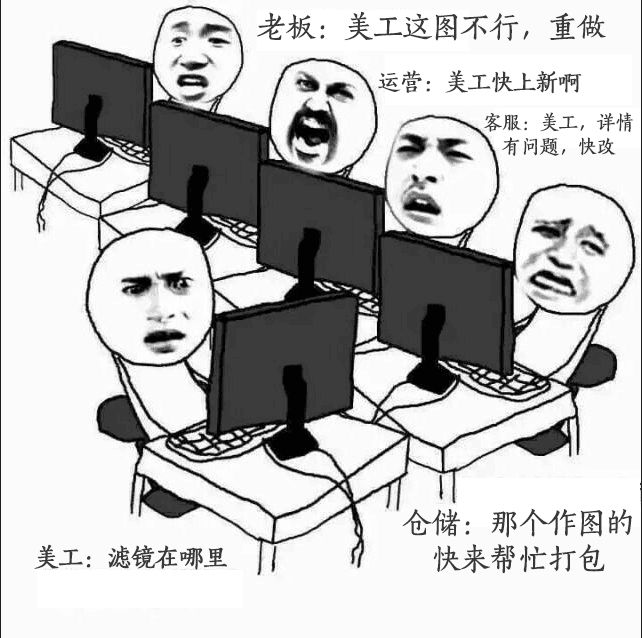 老板：美工这图不行，重做
运营：美工快上新啊
客服：美工，详情
有问题，快改
仓储：那个作图的
快来帮忙打包
美工：滤镜在哪里